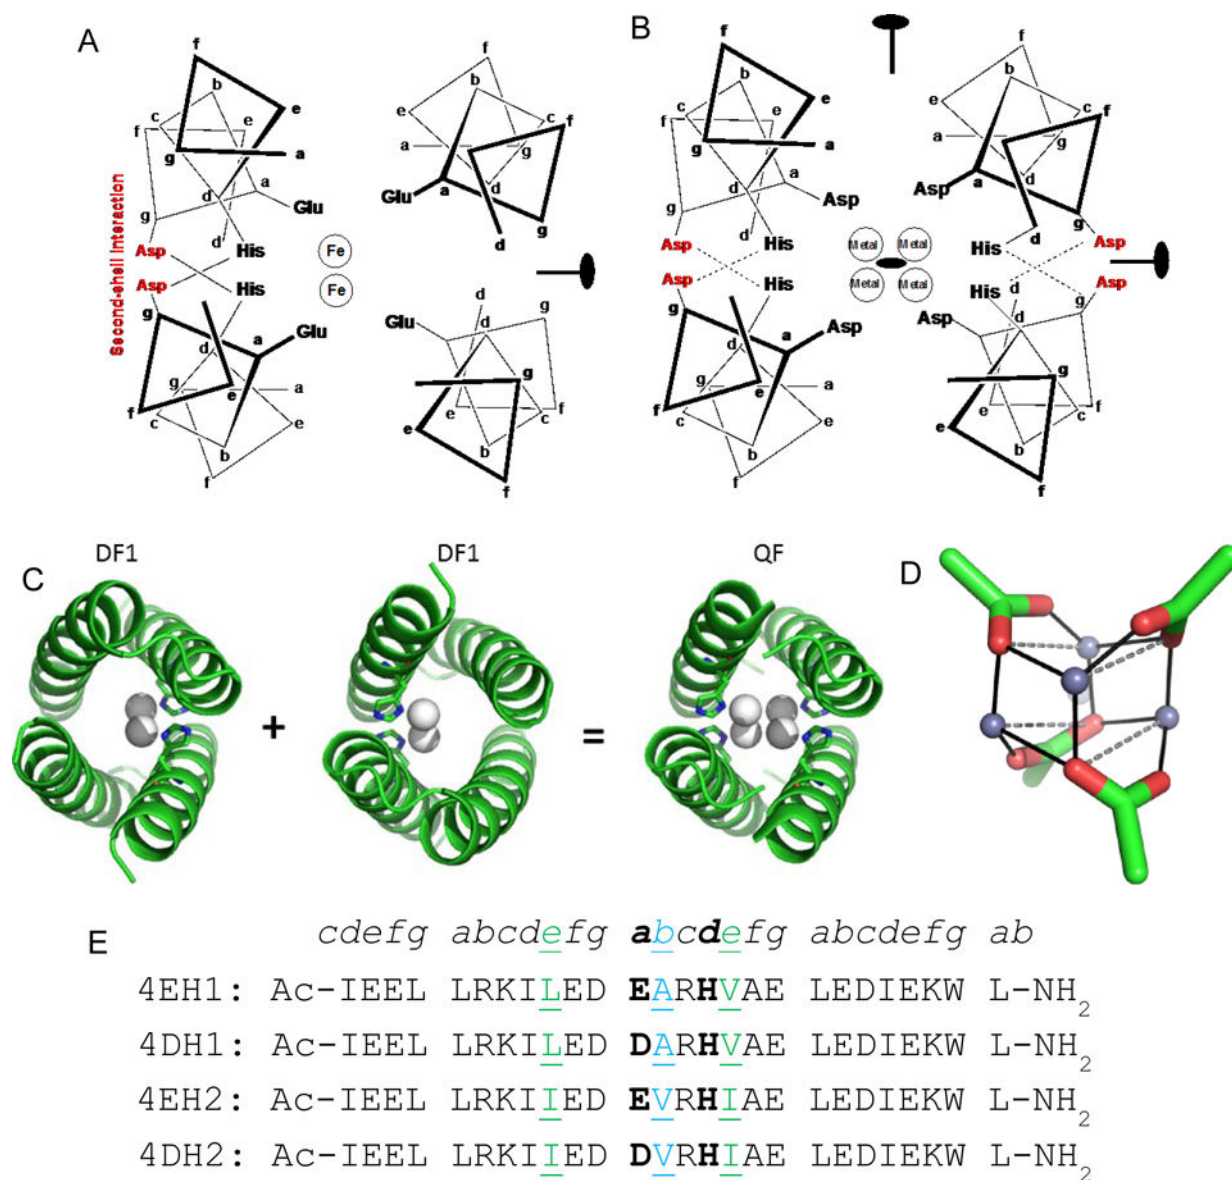 A
B
f
f
b
e
c
f
e
g
a
d
a
g
Glu
Asp
d
His
Fe
Asp
His
Fe
g
a
Glu
d
g
e
a
f
c
e
b
f
Second-shell interaction
f
b
e
c
f
a
g
d
a
Glu
g
d
d
d
g
Glu
g
e
f
c
e
b
f
f
b
e
c
f
e
g
a
d
a
g
Asp
Asp
d
His
Metal
Metal
Asp
His
Metal
Metal
g
a
Asp
d
g
e
a
f
c
e
b
f
f
b
e
c
f
a
g
d
Asp
a
g
d
Asp
His
His
d
Asp
g
Asp
d
g
e
f
c
e
b
f
C
DF1
DF1
QF
D
+
=
E
cdefg abcdefg abcdefg abcdefg ab
4EH1: Ac-IEEL LRKILED EARHVAE LEDIEKW L-NH2
4DH1: Ac-IEEL LRKILED DARHVAE LEDIEKW L-NH2
4EH2: Ac-IEEL LRKIIED EVRHIAE LEDIEKW L-NH2
4DH2: Ac-IEEL LRKIIED DVRHIAE LEDIEKW L-NH2